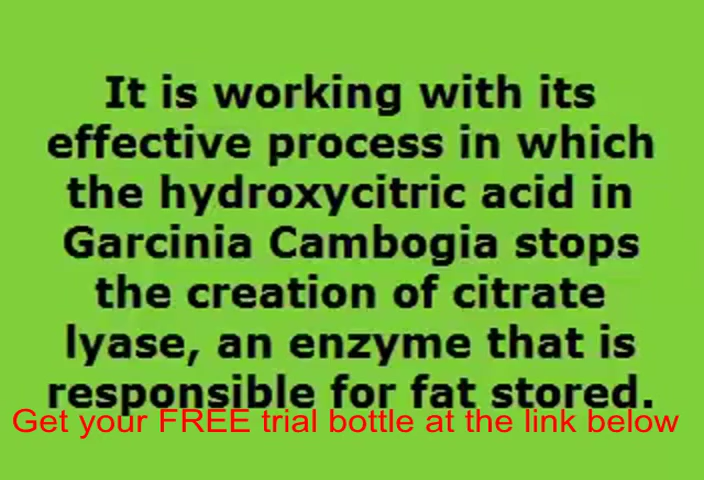 It is working with its
effective process in which
the hydroxycitric acid in
Garcinia Cambogia stops
the creation of citrate
lyase, an enzyme that is
responsible for fat stored.
Get your FREE trial bottle at the link below